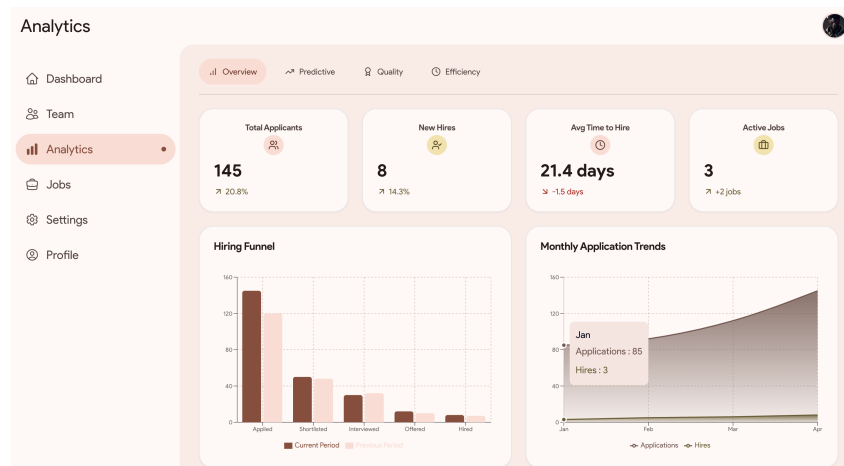 Analytics
Dashboard
Team
Analytics
Jobs
Settings
Profile
Overview
Predictive
Quality
Efficiency
Total Applicants
145
20.8%
New Hires
8
14.3%
Avg Time to Hire
21.4 days
-1.5 days
Active Jobs
3
+2 jobs
Hiring Funnel
160
120
80
40
0
Applied
Shortlisted
Interviewed
Offered
Hired
Current Period
Previous Period
Monthly Application Trends
160
120
80
40
0
Jan
Applications : 85
Hires : 3
Jan
Feb
Mar
Apr
Applications
Hires